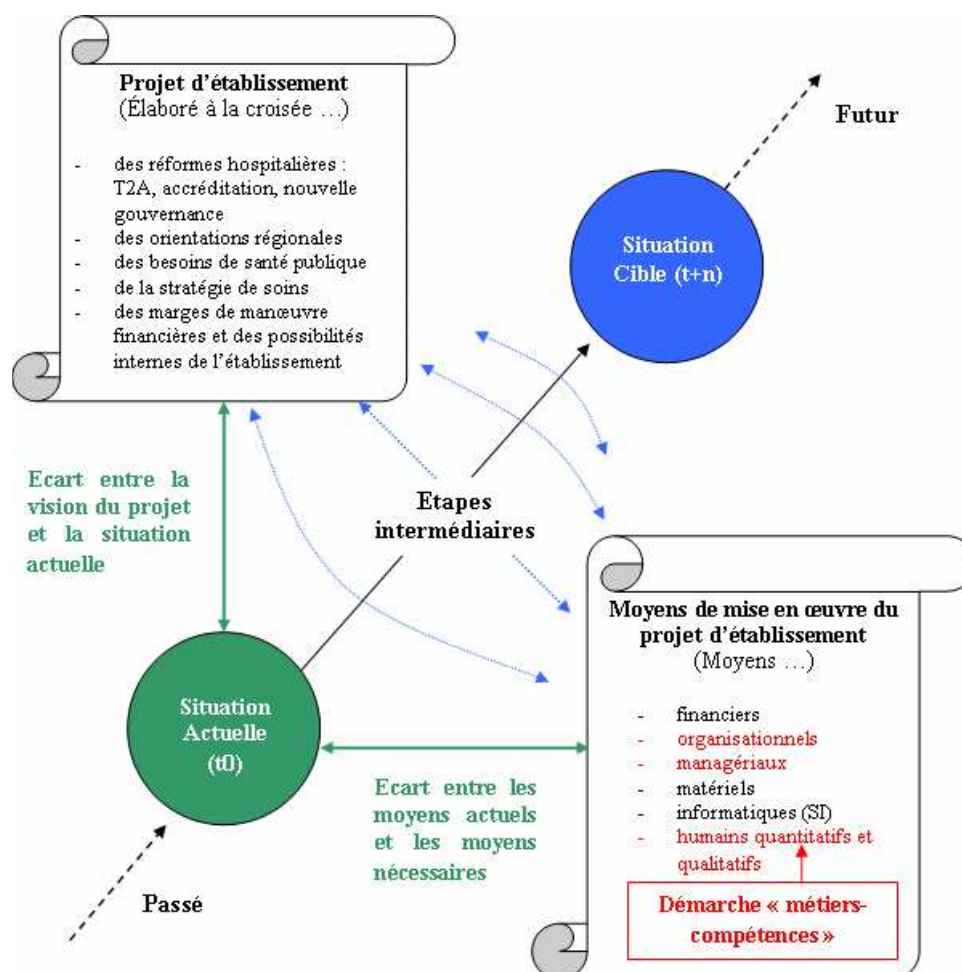 Projet d'établissement
(Élaboré à la croisée …)
- des réformes hospitalières :
T2A, accréditation, nouvelle
gouvernance
- des orientations régionales
- des besoins de santé publique
- de la stratégie de soins
- des marges de manœuvre
financières et des possibilités
internes de l'établissement
Futur
Situation
Cible (t+n)
Ecart entre la
vision du projet
et la situation
actuelle
Etapes
intermédiaires
Situation
Actuelle
(t0)
Ecart entre les
moyens actuels
et les moyens
nécessaires
Passé
Moyens de mise en œuvre du
projet d'établissement
(Moyens …)
- financiers
- organisationnels
- managériaux
- matériels
- informatiques (SI)
- humains quantitatifs et
qualitatifs
Démarche « métiers-
compétences »